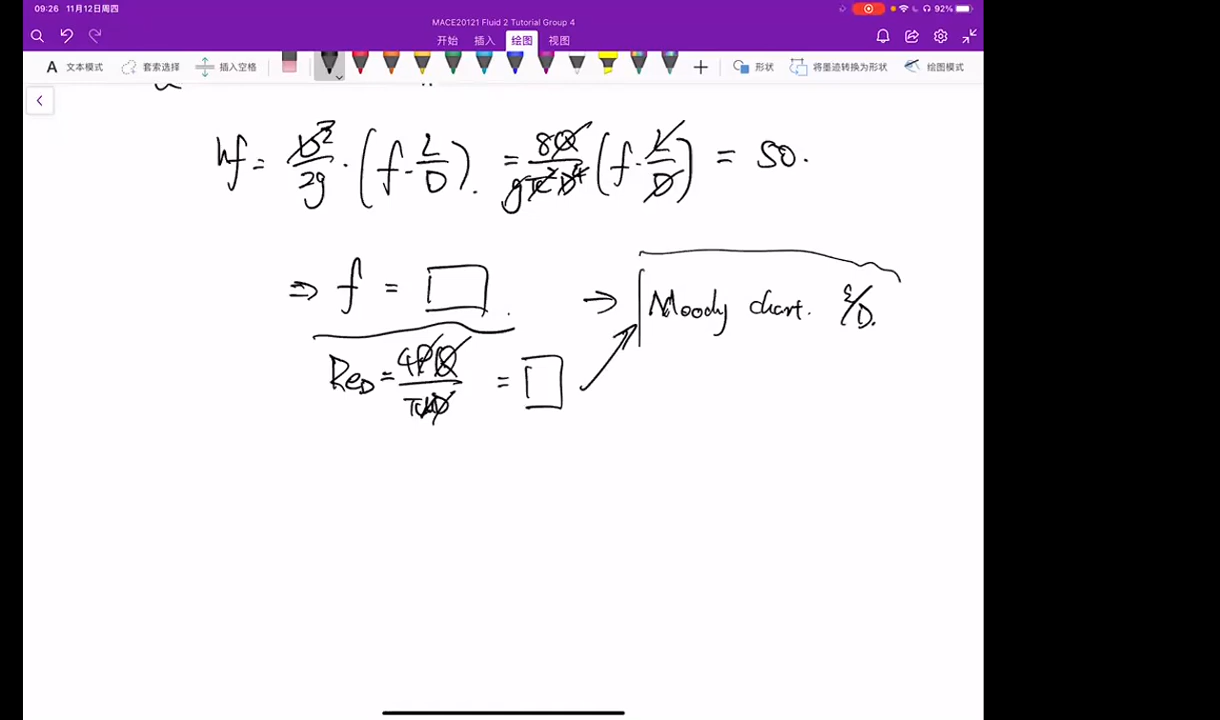 09:26 11月12日周四
92%
MACE20121 Fluid 2 Tutorial Group 4
开始 插入 绘图 视图
文本模式 套索选择 插入空格 形状 将墨迹转换为形状 绘图模式
hf = υ²/2g · (f · L/D). = 8Q/gπ²D⁴ (f · L/D) = 50.
⇒ f = □. → Moody chart. ε/D.
Re_D = 4ρQ/πμD = □